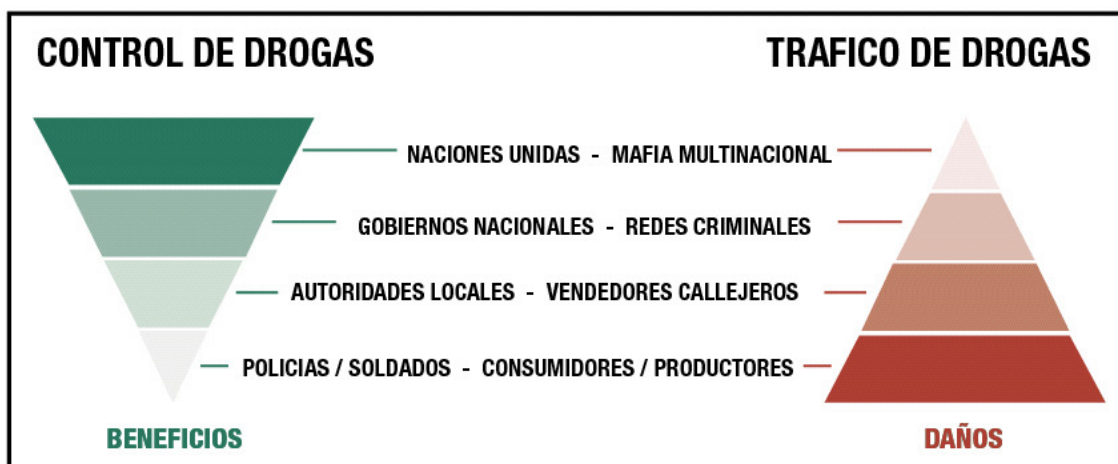 CONTROL DE DROGAS
TRAFICO DE DROGAS
NACIONES UNIDAS - MAFIA MULTINACIONAL
GOBIERNOS NACIONALES - REDES CRIMINALES
AUTORIDADES LOCALES - VENDEDORES CALLEJEROS
POLICIAS / SOLDADOS - CONSUMIDORES / PRODUCTORES
BENEFICIOS
DAÑOS